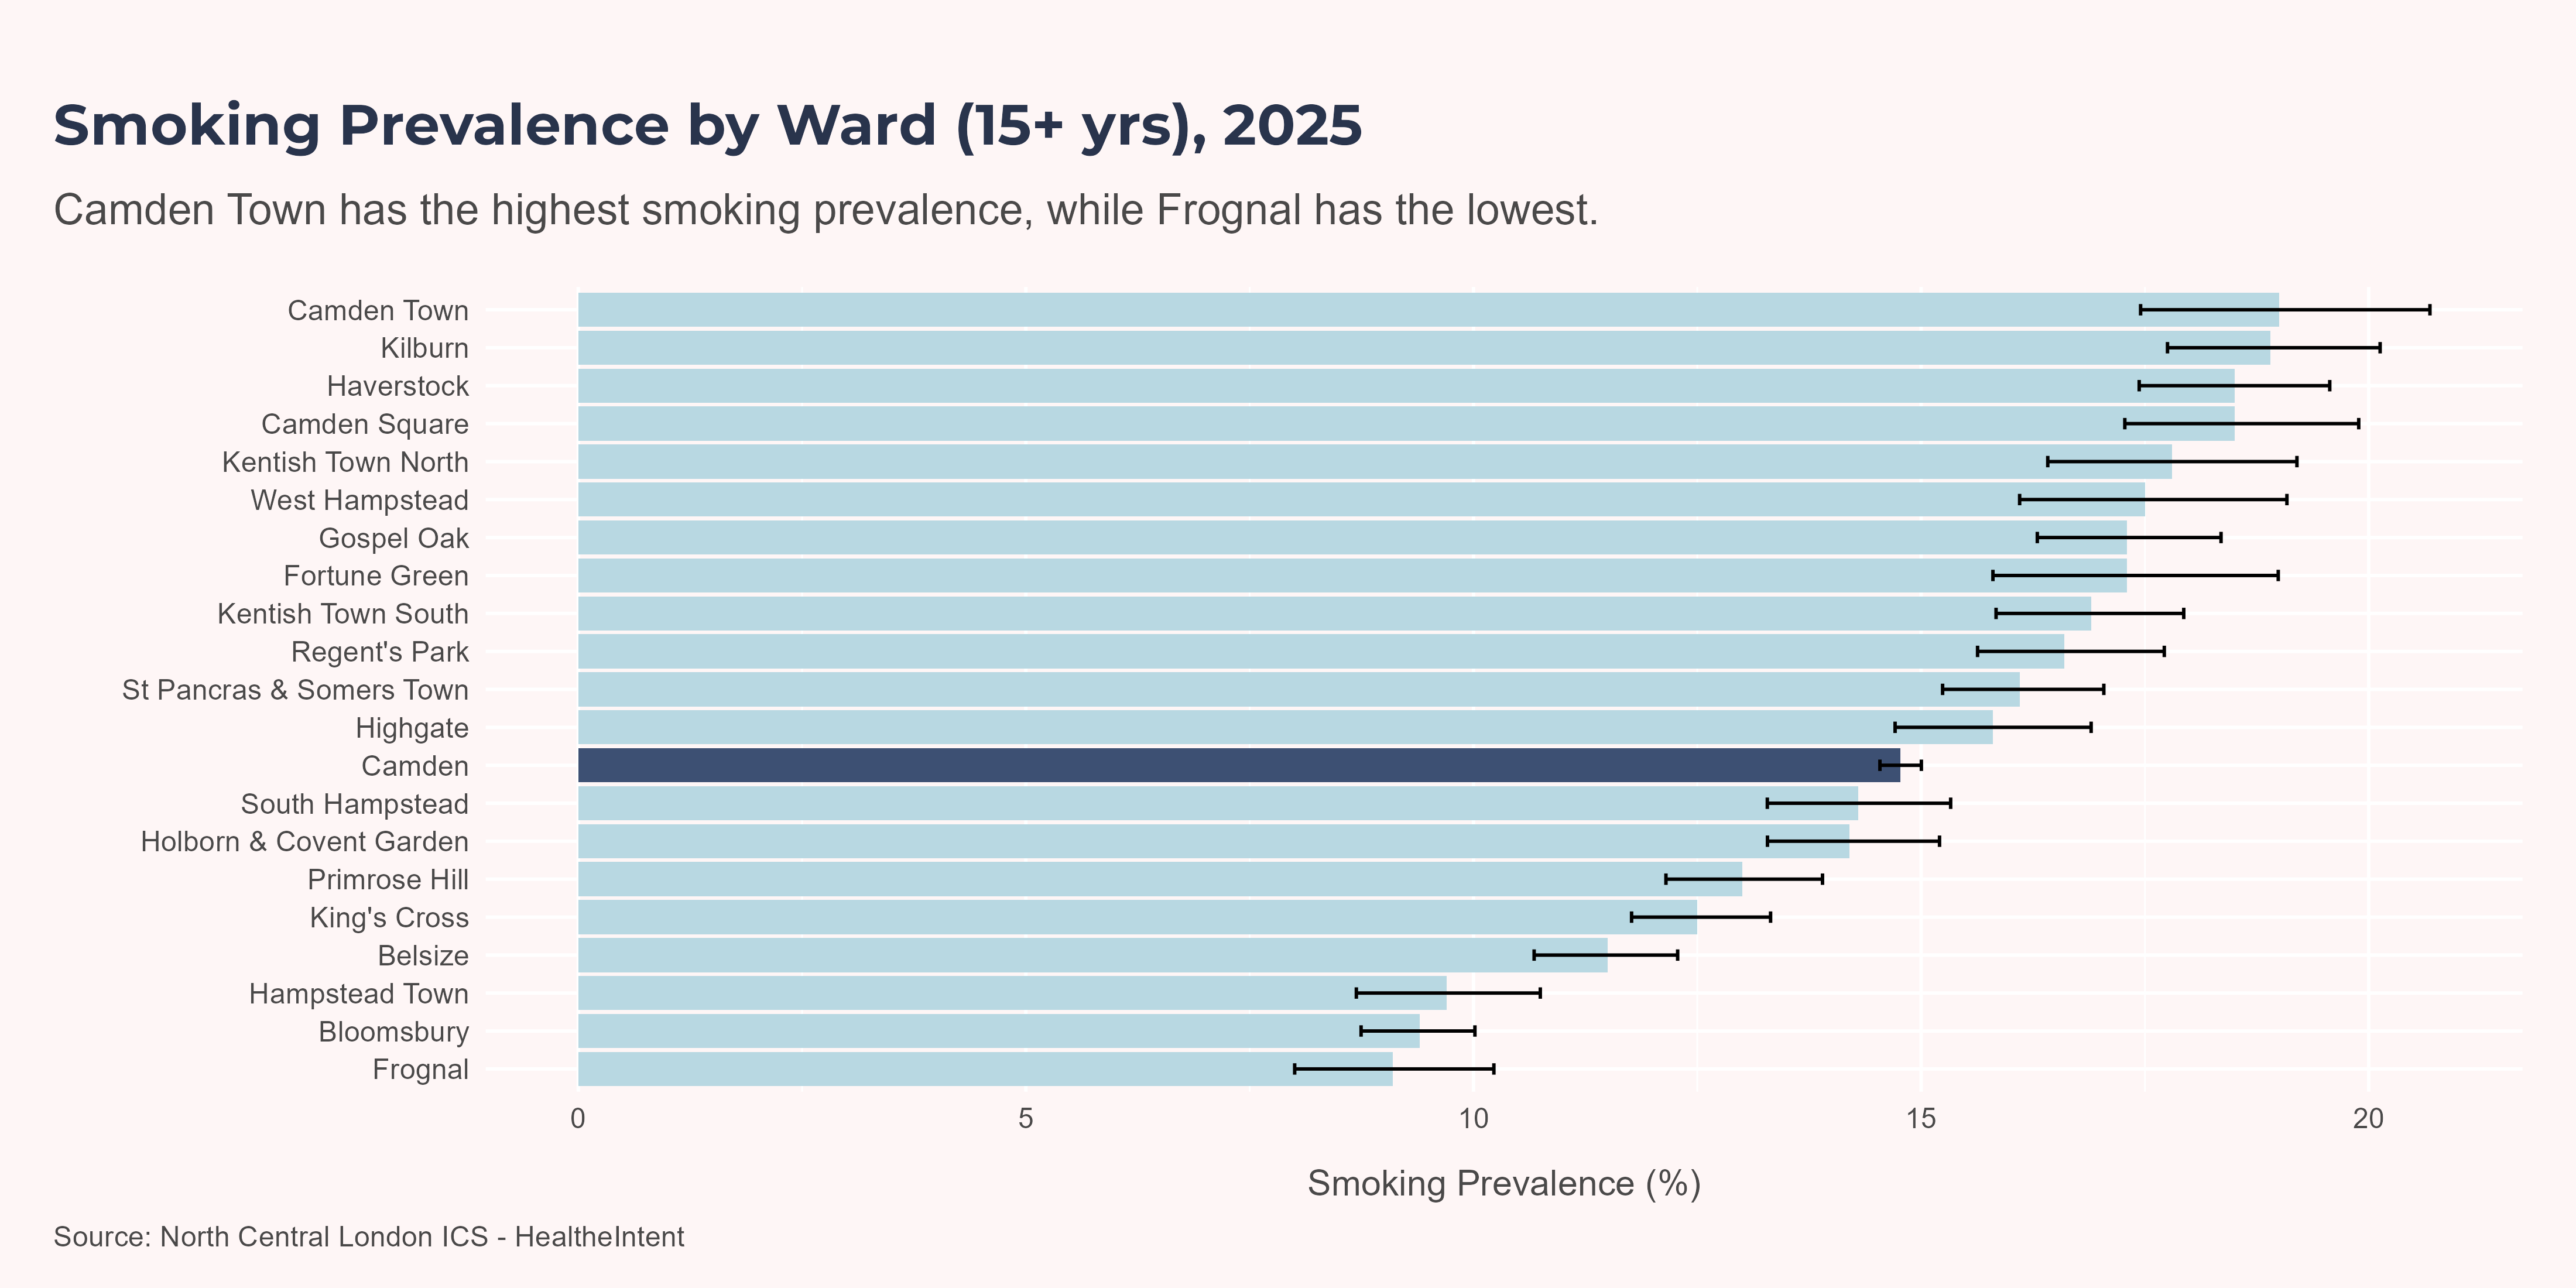 Smoking Prevalence by Ward (15+ yrs), 2025
Camden Town has the highest smoking prevalence, while Frognal has the lowest.
Camden Town
Kilburn
Haverstock
Camden Square
Kentish Town North
West Hampstead
Gospel Oak
Fortune Green
Kentish Town South
Regent's Park
St Pancras & Somers Town
Highgate
Camden
South Hampstead
Holborn & Covent Garden
Primrose Hill
King's Cross
Belsize
Hampstead Town
Bloomsbury
Frognal
0 5 10 15 20
Smoking Prevalence (%)
Source: North Central London ICS - HealtheIntent